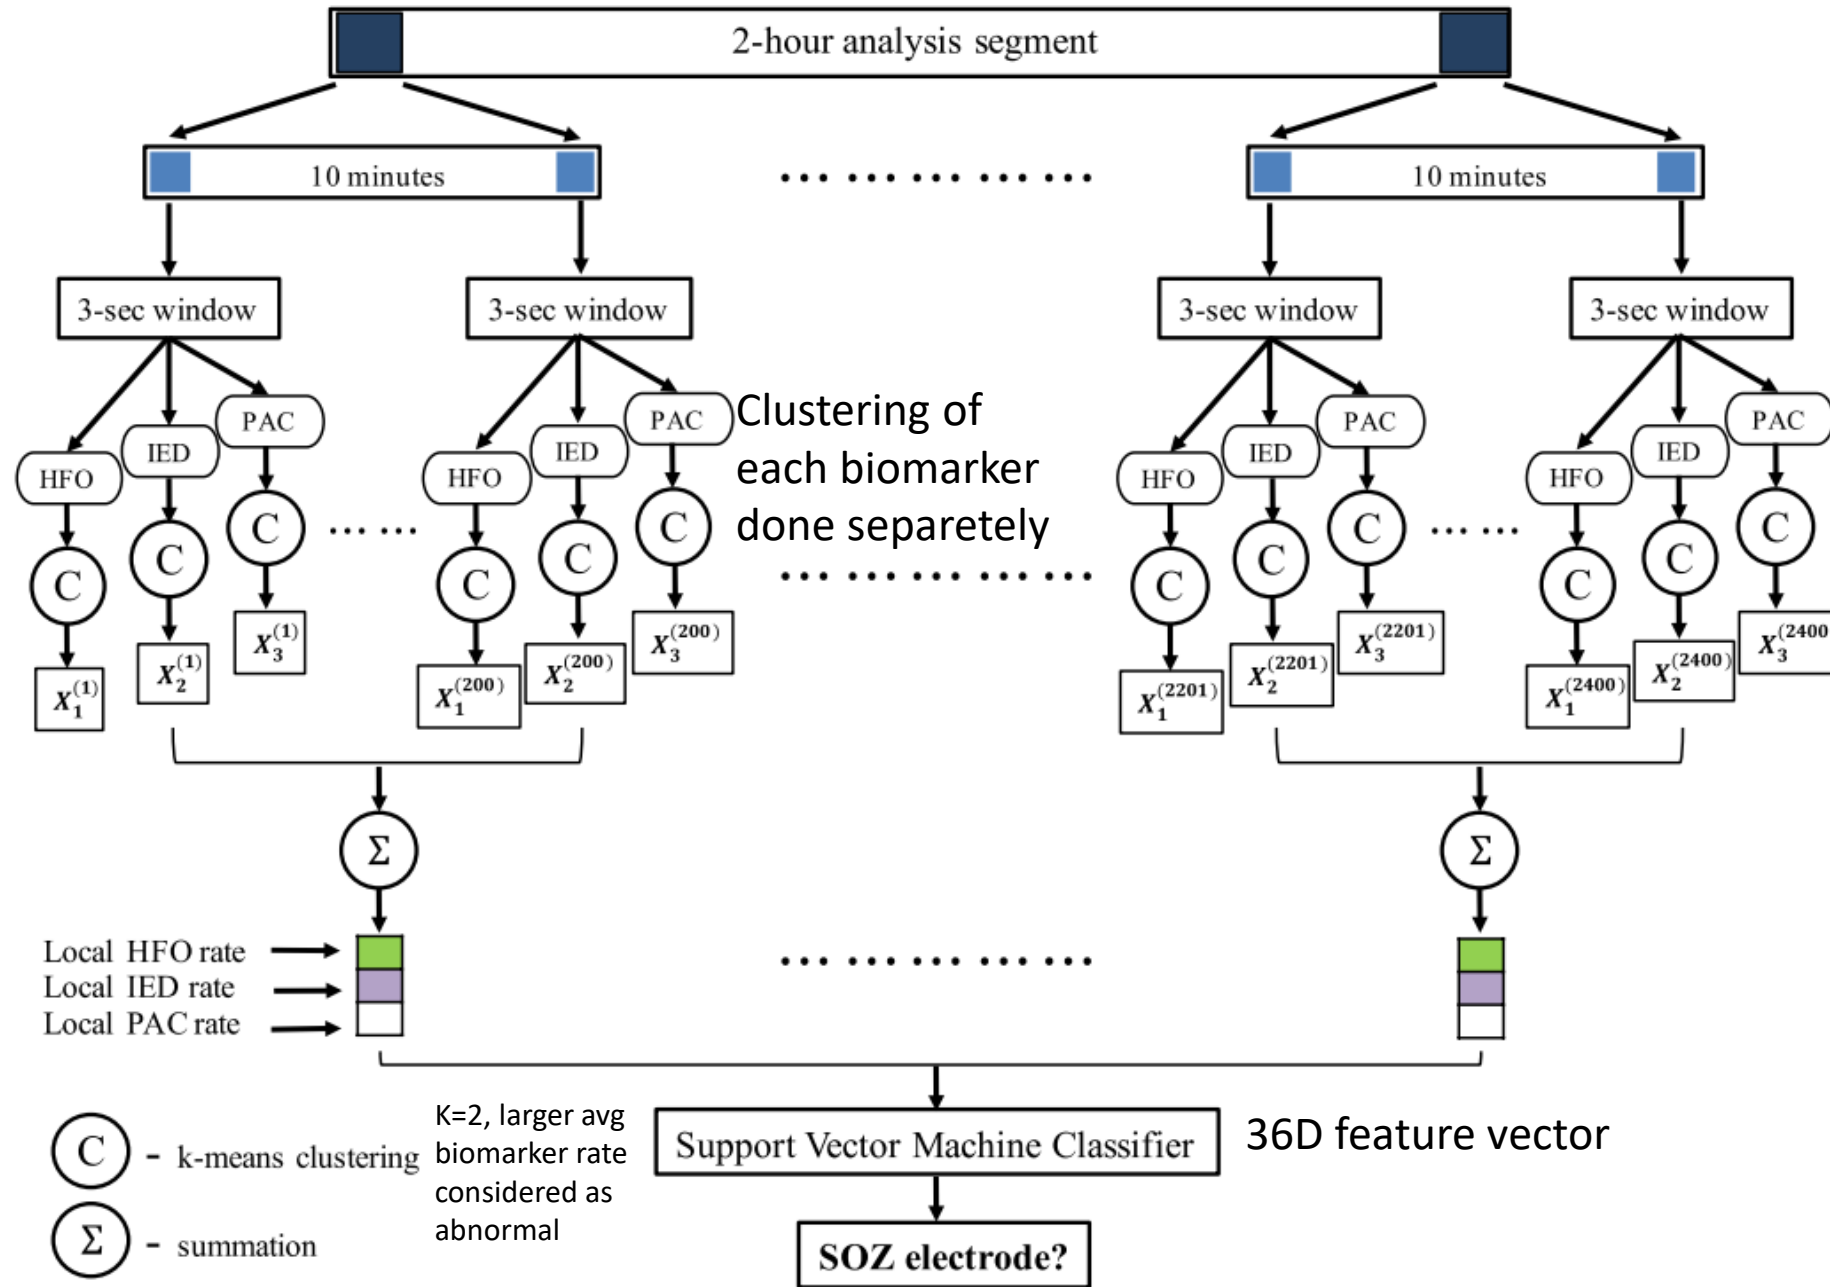 2-hour analysis segment
10 minutes
... ... ... ... ...
10 minutes
3-sec window
3-sec window
3-sec window
3-sec window
HFO
IED
PAC
HFO
IED
PAC
Clustering of
each biomarker
done separetely
HFO
IED
PAC
HFO
IED
PAC
C
C
C
... ...
C
C
C
... ... ... ... ...
C
C
C
... ...
C
C
C
X₁⁽¹⁾
X₂⁽¹⁾
X₃⁽¹⁾
X₁⁽²⁰⁰⁾
X₂⁽²⁰⁰⁾
X₃⁽²⁰⁰⁾
X₁⁽²²⁰¹⁾
X₂⁽²²⁰¹⁾
X₃⁽²²⁰¹⁾
X₁⁽²⁴⁰⁰⁾
X₂⁽²⁴⁰⁰⁾
X₃⁽²⁴⁰⁰
Σ
Σ
Local HFO rate
Local IED rate
Local PAC rate
... ... ... ... ...
C - k-means clustering
Σ - summation
K=2, larger avg
biomarker rate
considered as
abnormal
Support Vector Machine Classifier
36D feature vector
SOZ electrode?